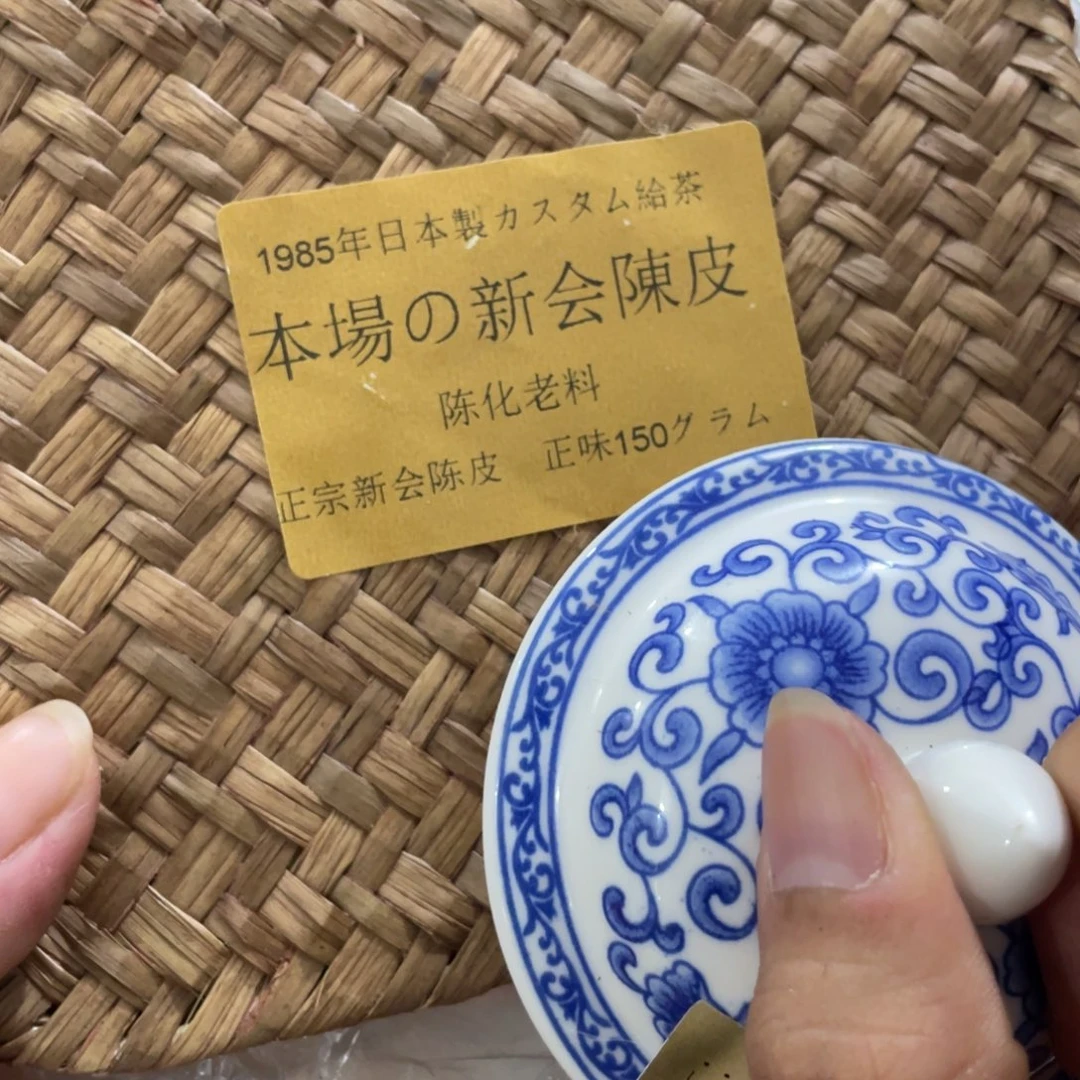 1985年日本製カスタム給茶
本場の新会陳皮
陈化老料
正宗新会陈皮 正味150グラム